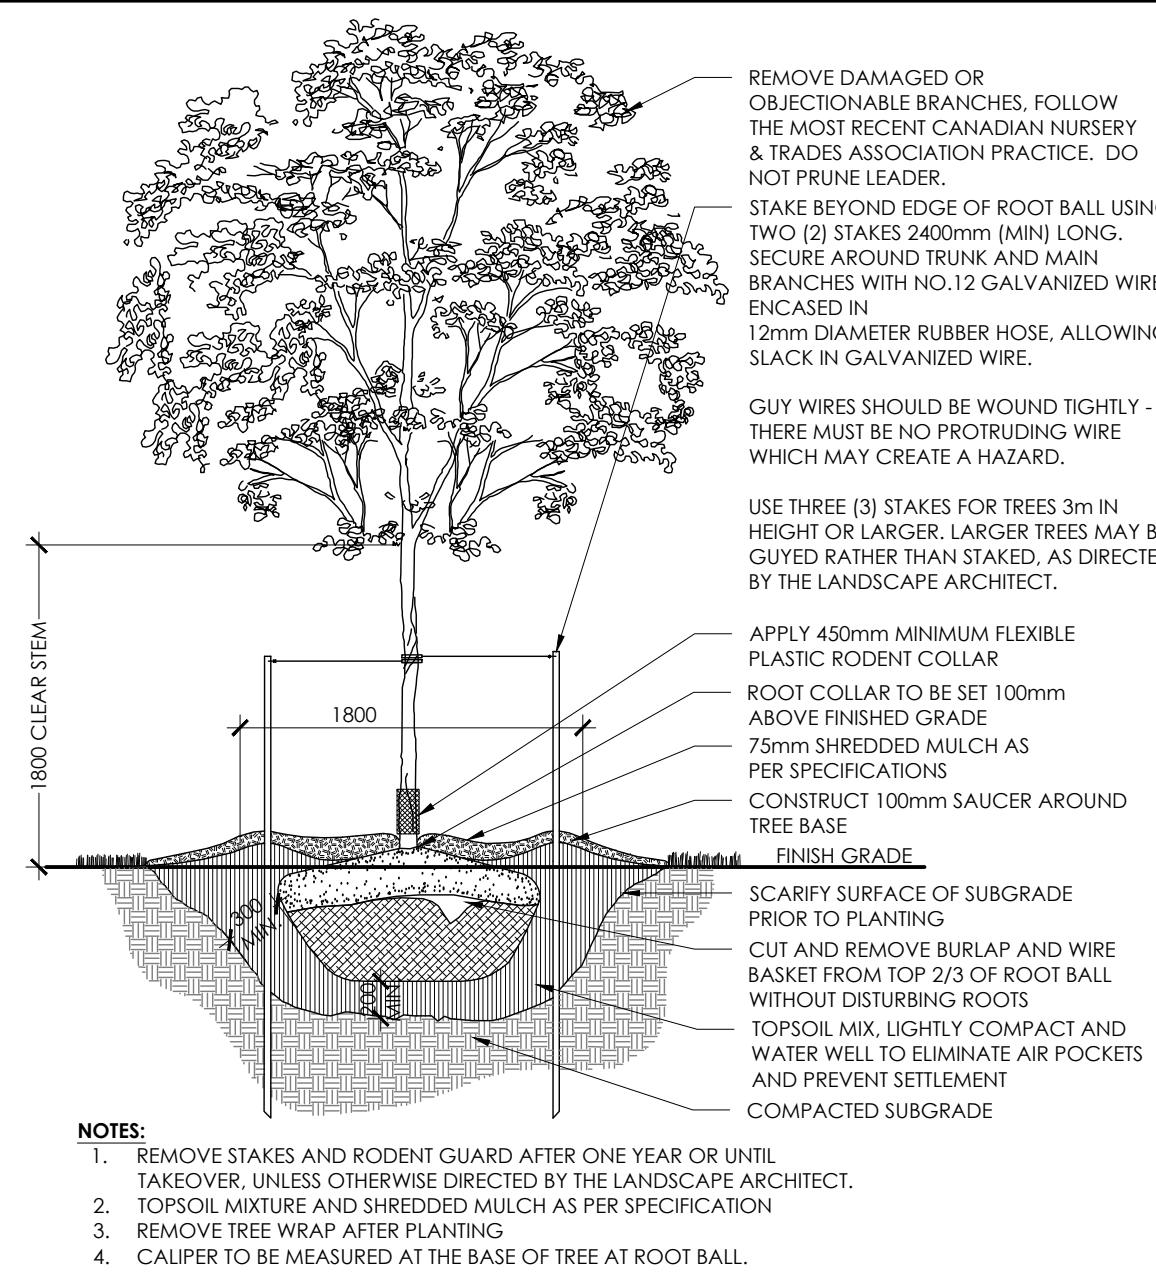 REMOVE DAMAGED OR
OBJECTIONABLE BRANCHES, FOLLOW
THE MOST RECENT CANADIAN NURSERY
& TRADES ASSOCIATION PRACTICE. DO
NOT PRUNE LEADER.
STAKE BEYOND EDGE OF ROOT BALL USING
TWO (2) STAKES 2400mm (MIN) LONG.
SECURE AROUND TRUNK AND MAIN
BRANCHES WITH NO.12 GALVANIZED WIRE
ENCASED IN
12mm DIAMETER RUBBER HOSE, ALLOWING
SLACK IN GALVANIZED WIRE.
GUY WIRES SHOULD BE WOUND TIGHTLY -
THERE MUST BE NO PROTRUDING WIRE
WHICH MAY CREATE A HAZARD.
USE THREE (3) STAKES FOR TREES 3m IN
HEIGHT OR LARGER. LARGER TREES MAY B
GUYED RATHER THAN STAKED, AS DIRECTE
BY THE LANDSCAPE ARCHITECT.
1800 CLEAR STEM
APPLY 450mm MINIMUM FLEXIBLE
PLASTIC RODENT COLLAR
1800
ROOT COLLAR TO BE SET 100mm
ABOVE FINISHED GRADE
75mm SHREDDED MULCH AS
PER SPECIFICATIONS
CONSTRUCT 100mm SAUCER AROUND
TREE BASE
FINISH GRADE
300
MIN.
SCARIFY SURFACE OF SUBGRADE
PRIOR TO PLANTING
CUT AND REMOVE BURLAP AND WIRE
BASKET FROM TOP 2/3 OF ROOT BALL
WITHOUT DISTURBING ROOTS
200
MIN
TOPSOIL MIX, LIGHTLY COMPACT AND
WATER WELL TO ELIMINATE AIR POCKETS
AND PREVENT SETTLEMENT
COMPACTED SUBGRADE
NOTES:
1. REMOVE STAKES AND RODENT GUARD AFTER ONE YEAR OR UNTIL
TAKEOVER, UNLESS OTHERWISE DIRECTED BY THE LANDSCAPE ARCHITECT.
2. TOPSOIL MIXTURE AND SHREDDED MULCH AS PER SPECIFICATION
3. REMOVE TREE WRAP AFTER PLANTING
4. CALIPER TO BE MEASURED AT THE BASE OF TREE AT ROOT BALL.